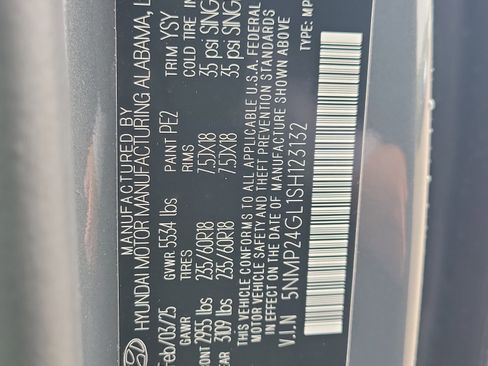 MANUFACTURED BY
HYUNDAI MOTOR MANUFACTURING ALABAMA,
Feb/03/25 GVWR 5534 lbs PAINT PE2 TRIM YSY
GAWR TIRES RIMS COLD TIRE
2955 lbs 235/60R18 7.5JX18 35 psi SING
3109 lbs 235/60R18 7.5JX18 35 psi SING
THIS VEHICLE CONFORMS TO ALL APPLICABLE U.S.A. FEDERAL
MOTOR VEHICLE SAFETY AND THEFT PREVENTION STANDARDS
IN EFFECT ON THE DATE OF MANUFACTURE SHOWN ABOVE
V.I.N 5NMP24GL1SH123132 TYPE: MP